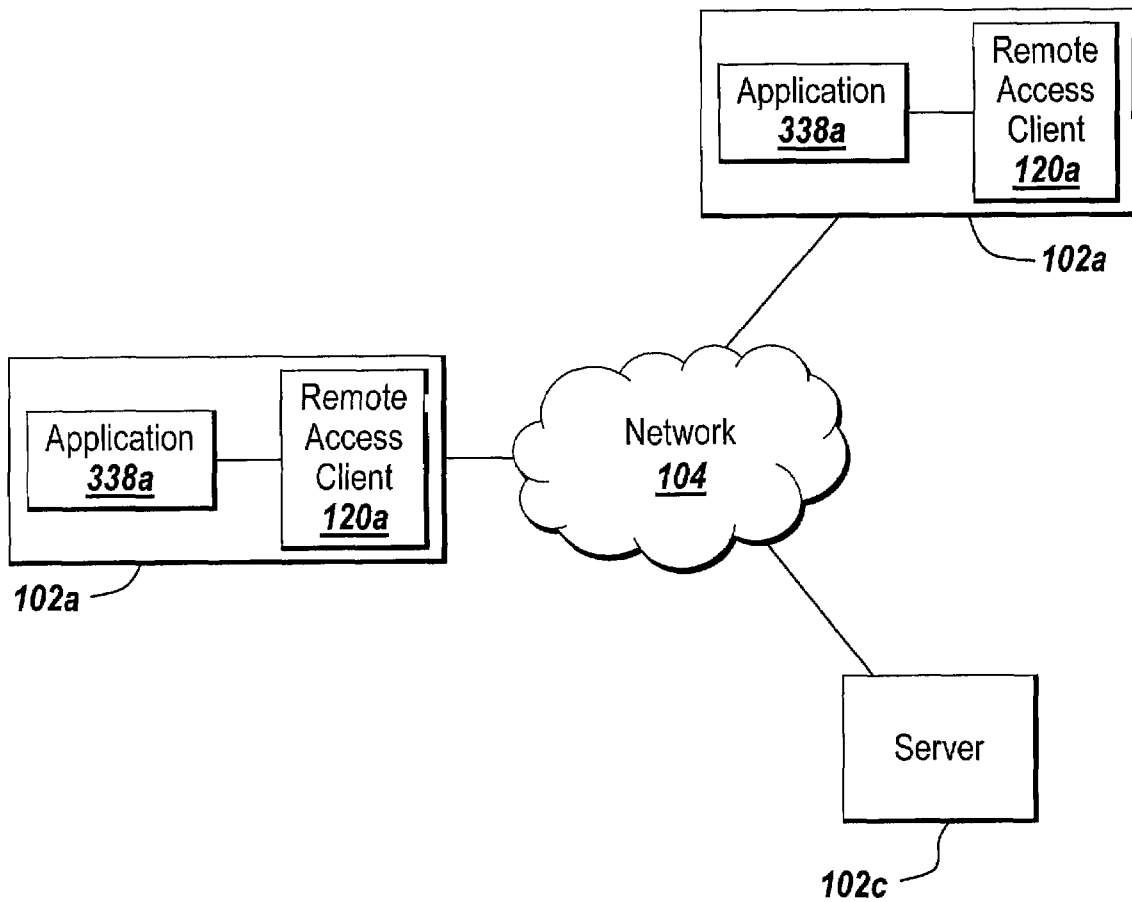 Application
338a
Remote
Access
Client
120a
102a
Application
338a
Remote
Access
Client
120a
102a
Network
104
Server
102c